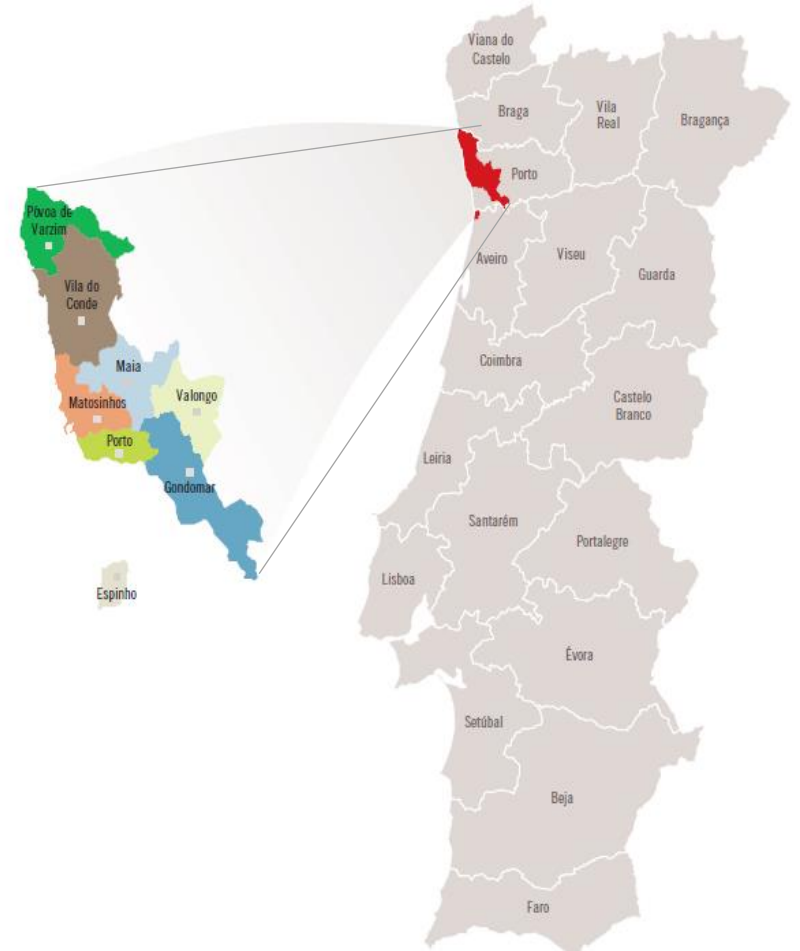 Viana do
Castelo
Braga
Vila
Real
Bragança
Porto
Aveiro
Viseu
Guarda
Coimbra
Castelo
Branco
Leiria
Santarém
Portalegre
Lisboa
Évora
Setúbal
Beja
Faro
Póvoa de
Varzim
Vila do
Conde
Maia
Matosinhos
Valongo
Porto
Gondomar
Espinho